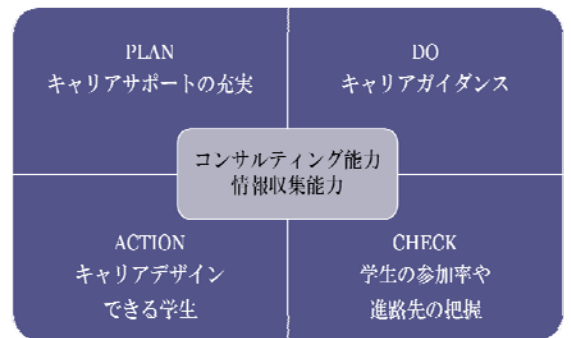 PLAN
キャリアサポートの充実
DO
キャリアガイダンス
コンサルティング能力
情報収集能力
ACTION
キャリアデザイン
できる学生
CHECK
学生の参加率や
進路先の把握